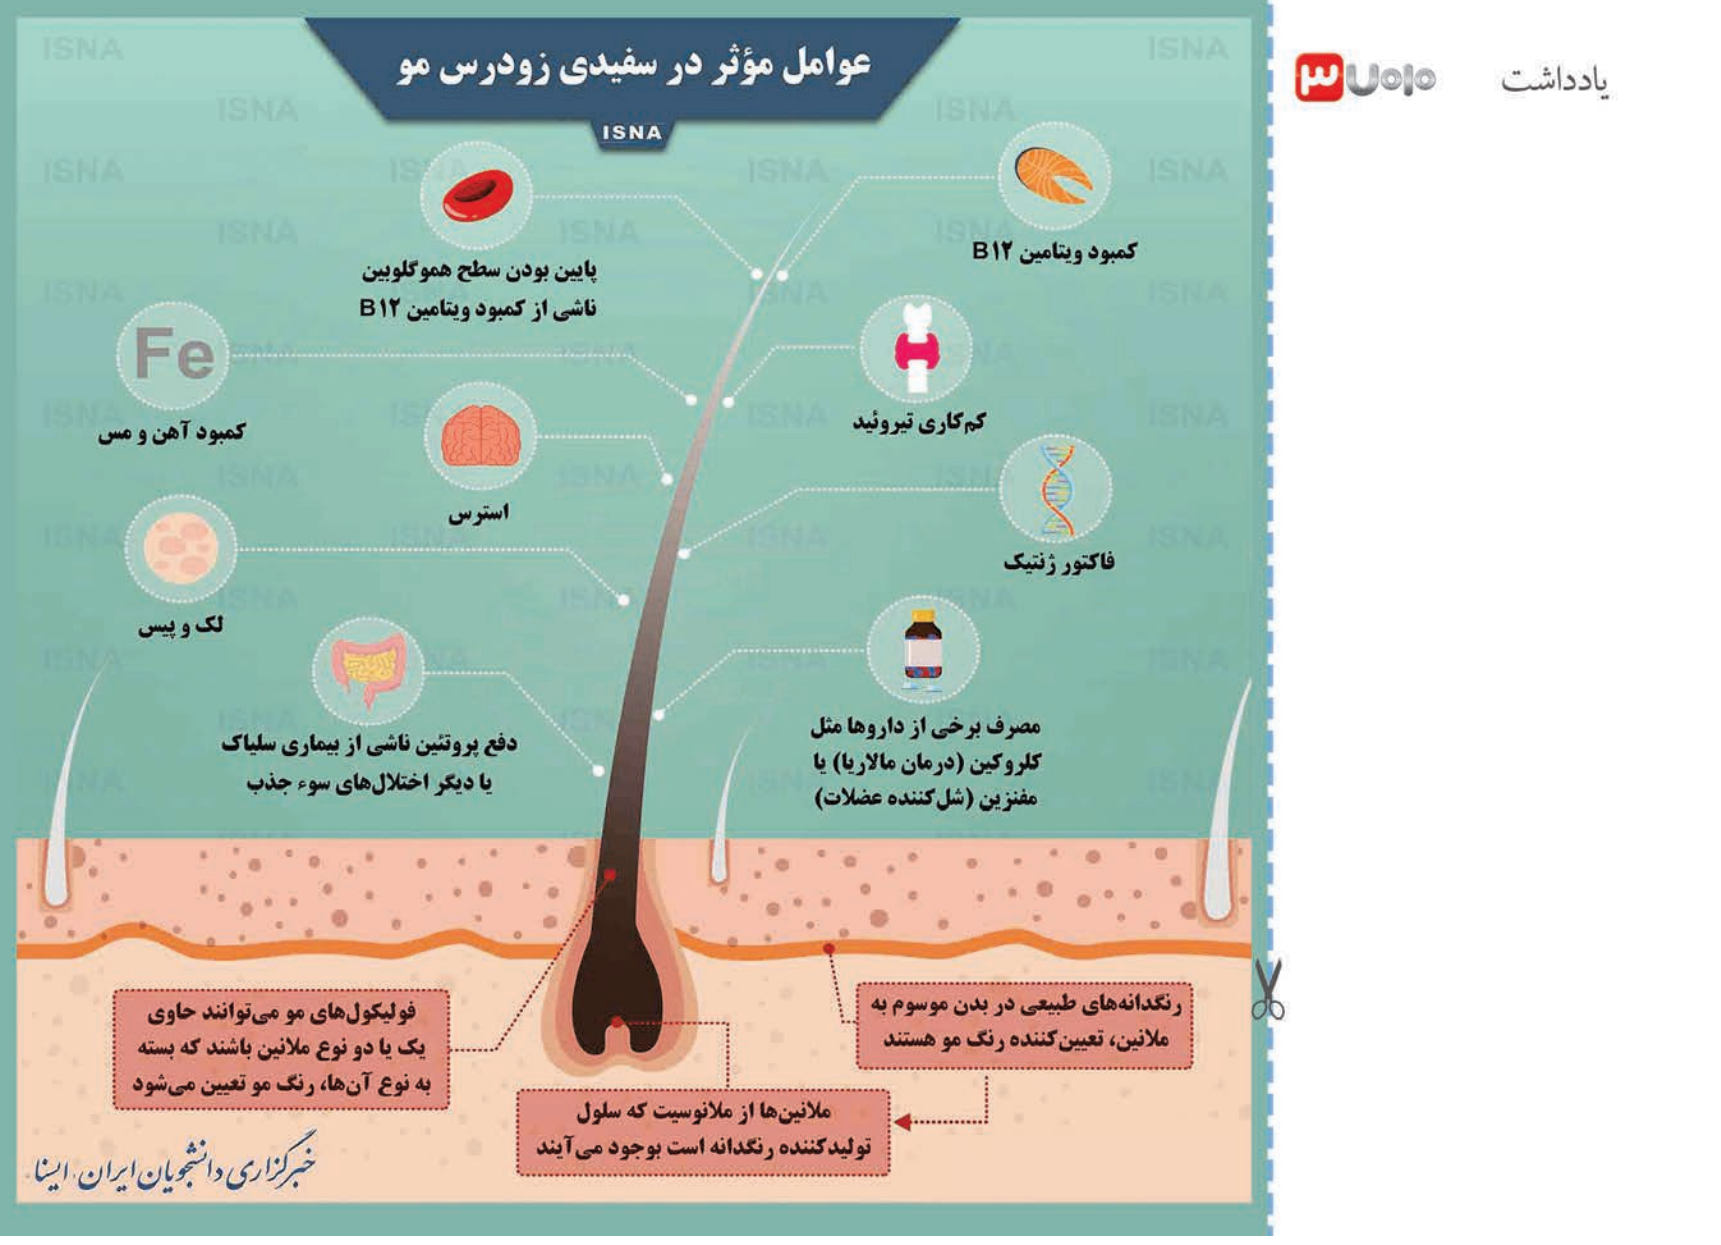 یادداشت
ماماد ۳
عوامل مؤثر در سفیدی زودرس مو
ISNA
کمبود ویتامین B۱۲
پایین بودن سطح هموگلوبین
ناشی از کمبود ویتامین B۱۲
کم‌کاری تیروئید
Fe
کمبود آهن و مس
استرس
فاکتور ژنتیک
لک و پیس
مصرف برخی از داروها مثل
کلروکین (درمان مالاریا) یا
مفنزین (شل‌کننده عضلات)
دفع پروتئین ناشی از بیماری سلیاک
یا دیگر اختلال‌های سوء جذب
رنگدانه‌های طبیعی در بدن موسوم به
ملانین، تعیین‌کننده رنگ مو هستند
ملانین‌ها از ملانوسیت که سلول
تولیدکننده رنگدانه است بوجود می‌آیند
فولیکول‌های مو می‌توانند حاوی
یک یا دو نوع ملانین باشند که بسته
به نوع آن‌ها، رنگ مو تعیین می‌شود
خبرگزاری دانشجویان ایران، ایسنا